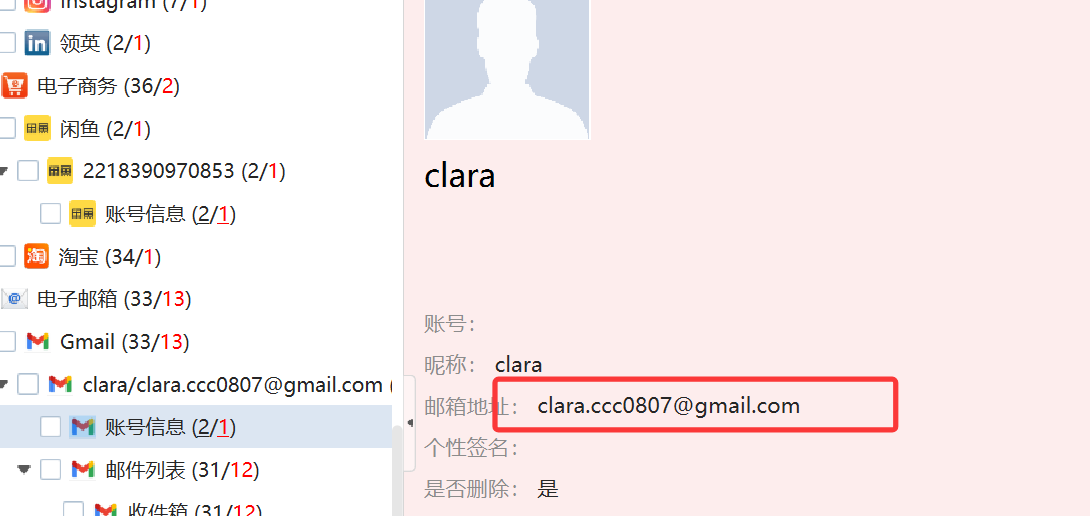 Instagram (7/1)
领英 (2/1)
电子商务 (36/2)
闲鱼 (2/1)
2218390970853 (2/1)
账号信息 (2/1)
淘宝 (34/1)
电子邮箱 (33/13)
Gmail (33/13)
clara/clara.ccc0807@gmail.com (
账号信息 (2/1)
邮件列表 (31/12)
收件箱 (31/12)
clara
账号：
昵称： clara
邮箱地址： clara.ccc0807@gmail.com
个性签名：
是否删除： 是